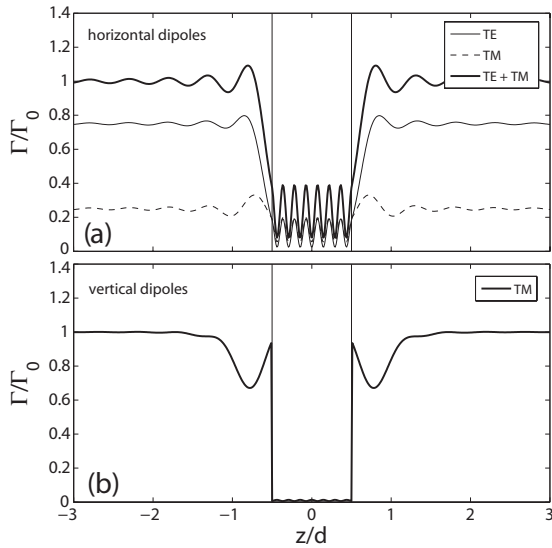 horizontal dipoles
TE
TM
TE + TM
1.4
1.2
1
0.8
0.6
0.4
0.2
0
Γ/Γ0
(a)
vertical dipoles
TM
1.4
1.2
1
0.8
0.6
0.4
0.2
0
Γ/Γ0
(b)
−3 −2 −1 0 1 2 3
z/d